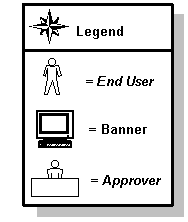 Legend
= End User
= Banner
= Approver